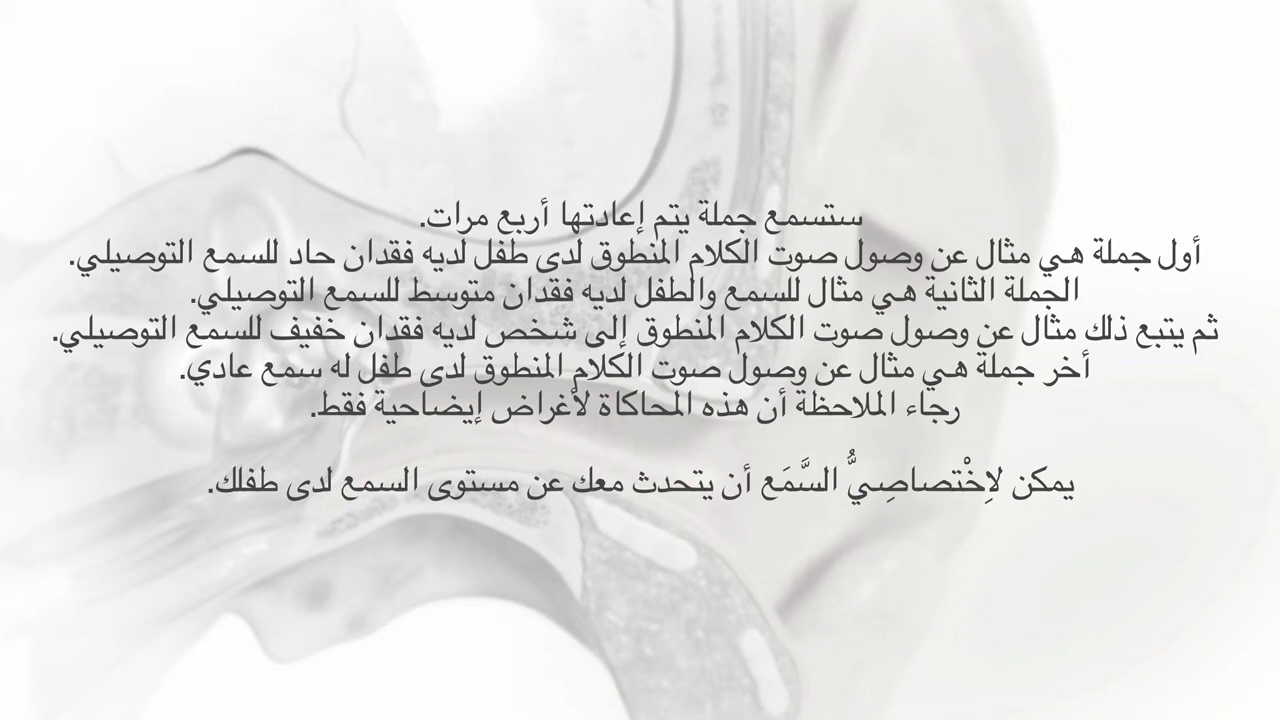 ستسمع جملة يتم إعادتها أربع مرات.
أول جملة هي مثال عن وصول صوت الكلام المنطوق لدى طفل لديه فقدان حاد للسمع التوصيلي.
الجملة الثانية هي مثال للسمع والطفل لديه فقدان متوسط للسمع التوصيلي.
ثم يتبع ذلك مثال عن وصول صوت الكلام المنطوق إلى شخص لديه فقدان خفيف للسمع التوصيلي.
أخر جملة هي مثال عن وصول صوت الكلام المنطوق لدى طفل له سمع عادي.
رجاء الملاحظة أن هذه المحاكاة لأغراض إيضاحية فقط.
يمكن لاِخْتصاصِيُّ السَّمَع أن يتحدث معك عن مستوى السمع لدى طفلك.